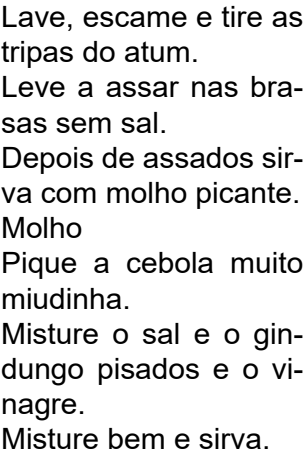 Lave, escame e tire as
tripas do atum.
Leve a assar nas bra-
sas sem sal.
Depois de assados sir-
va com molho picante.
Molho
Pique a cebola muito
miudinha.
Misture o sal e o gin-
dungo pisados e o vi-
nagre.
Misture bem e sirva.